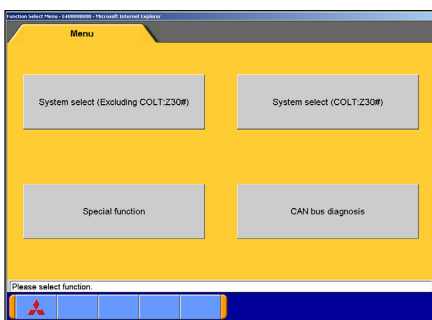 Function Select Menu - E400000000 - Microsoft Internet Explorer
Menu
System select (Excluding COLT:Z30#)
System select (COLT:Z30#)
Special function
CAN bus diagnosis
Please select function.